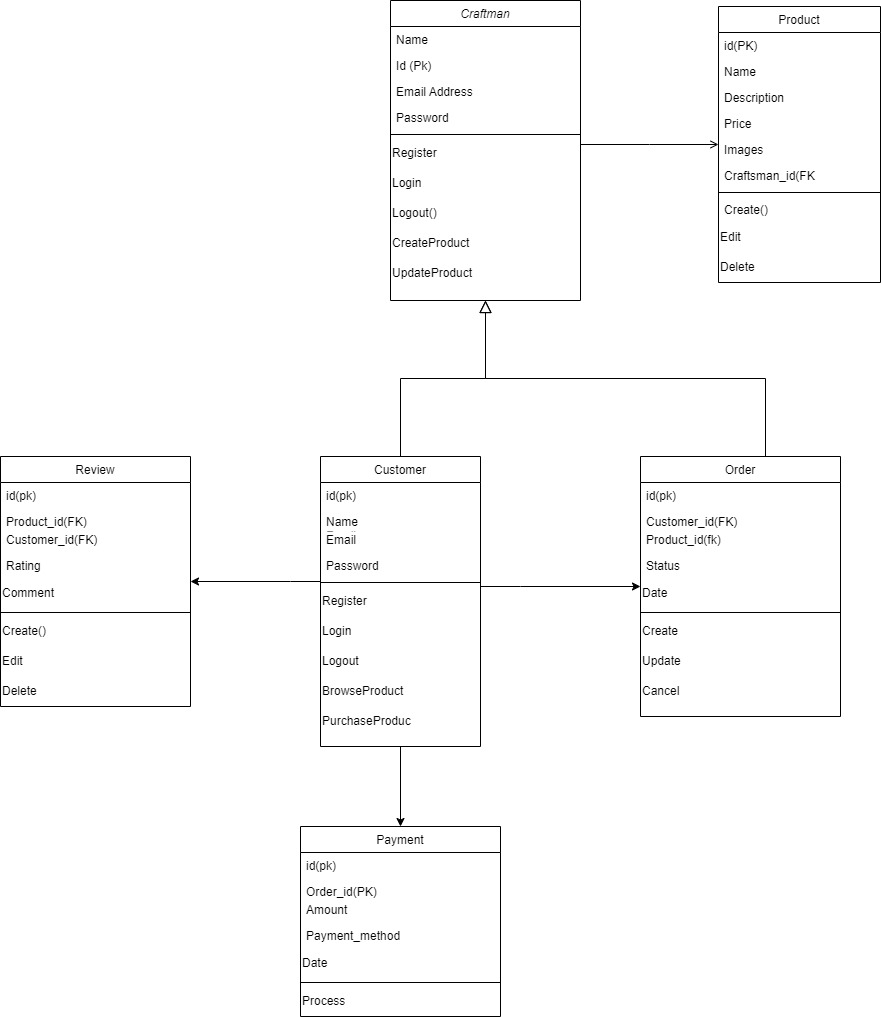 Craftman
Name
Id (Pk)
Email Address
Password
Register
Login
Logout()
CreateProduct
UpdateProduct
Product
id(PK)
Name
Description
Price
Images
Craftsman_id(FK
Create()
Edit
Delete
Review
id(pk)
Product_id(FK)
Customer_id(FK)
Rating
Comment
Create()
Edit
Delete
Customer
id(pk)
Name
Email
Password
Register
Login
Logout
BrowseProduct
PurchaseProduc
Order
id(pk)
Customer_id(FK)
Product_id(fk)
Status
Date
Create
Update
Cancel
Payment
id(pk)
Order_id(PK)
Amount
Payment_method
Date
Process